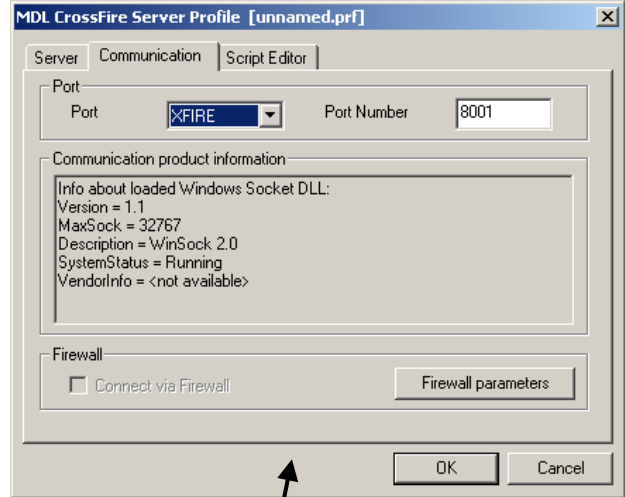 MDL CrossFire Server Profile [unnamed.prf]
Server Communication Script Editor
Port
Port XFIRE Port Number 8001
Communication product information
Info about loaded Windows Socket DLL:
Version = 1.1
MaxSock = 32767
Description = WinSock 2.0
SystemStatus = Running
VendorInfo = <not available>
Firewall
Connect via Firewall Firewall parameters
OK Cancel